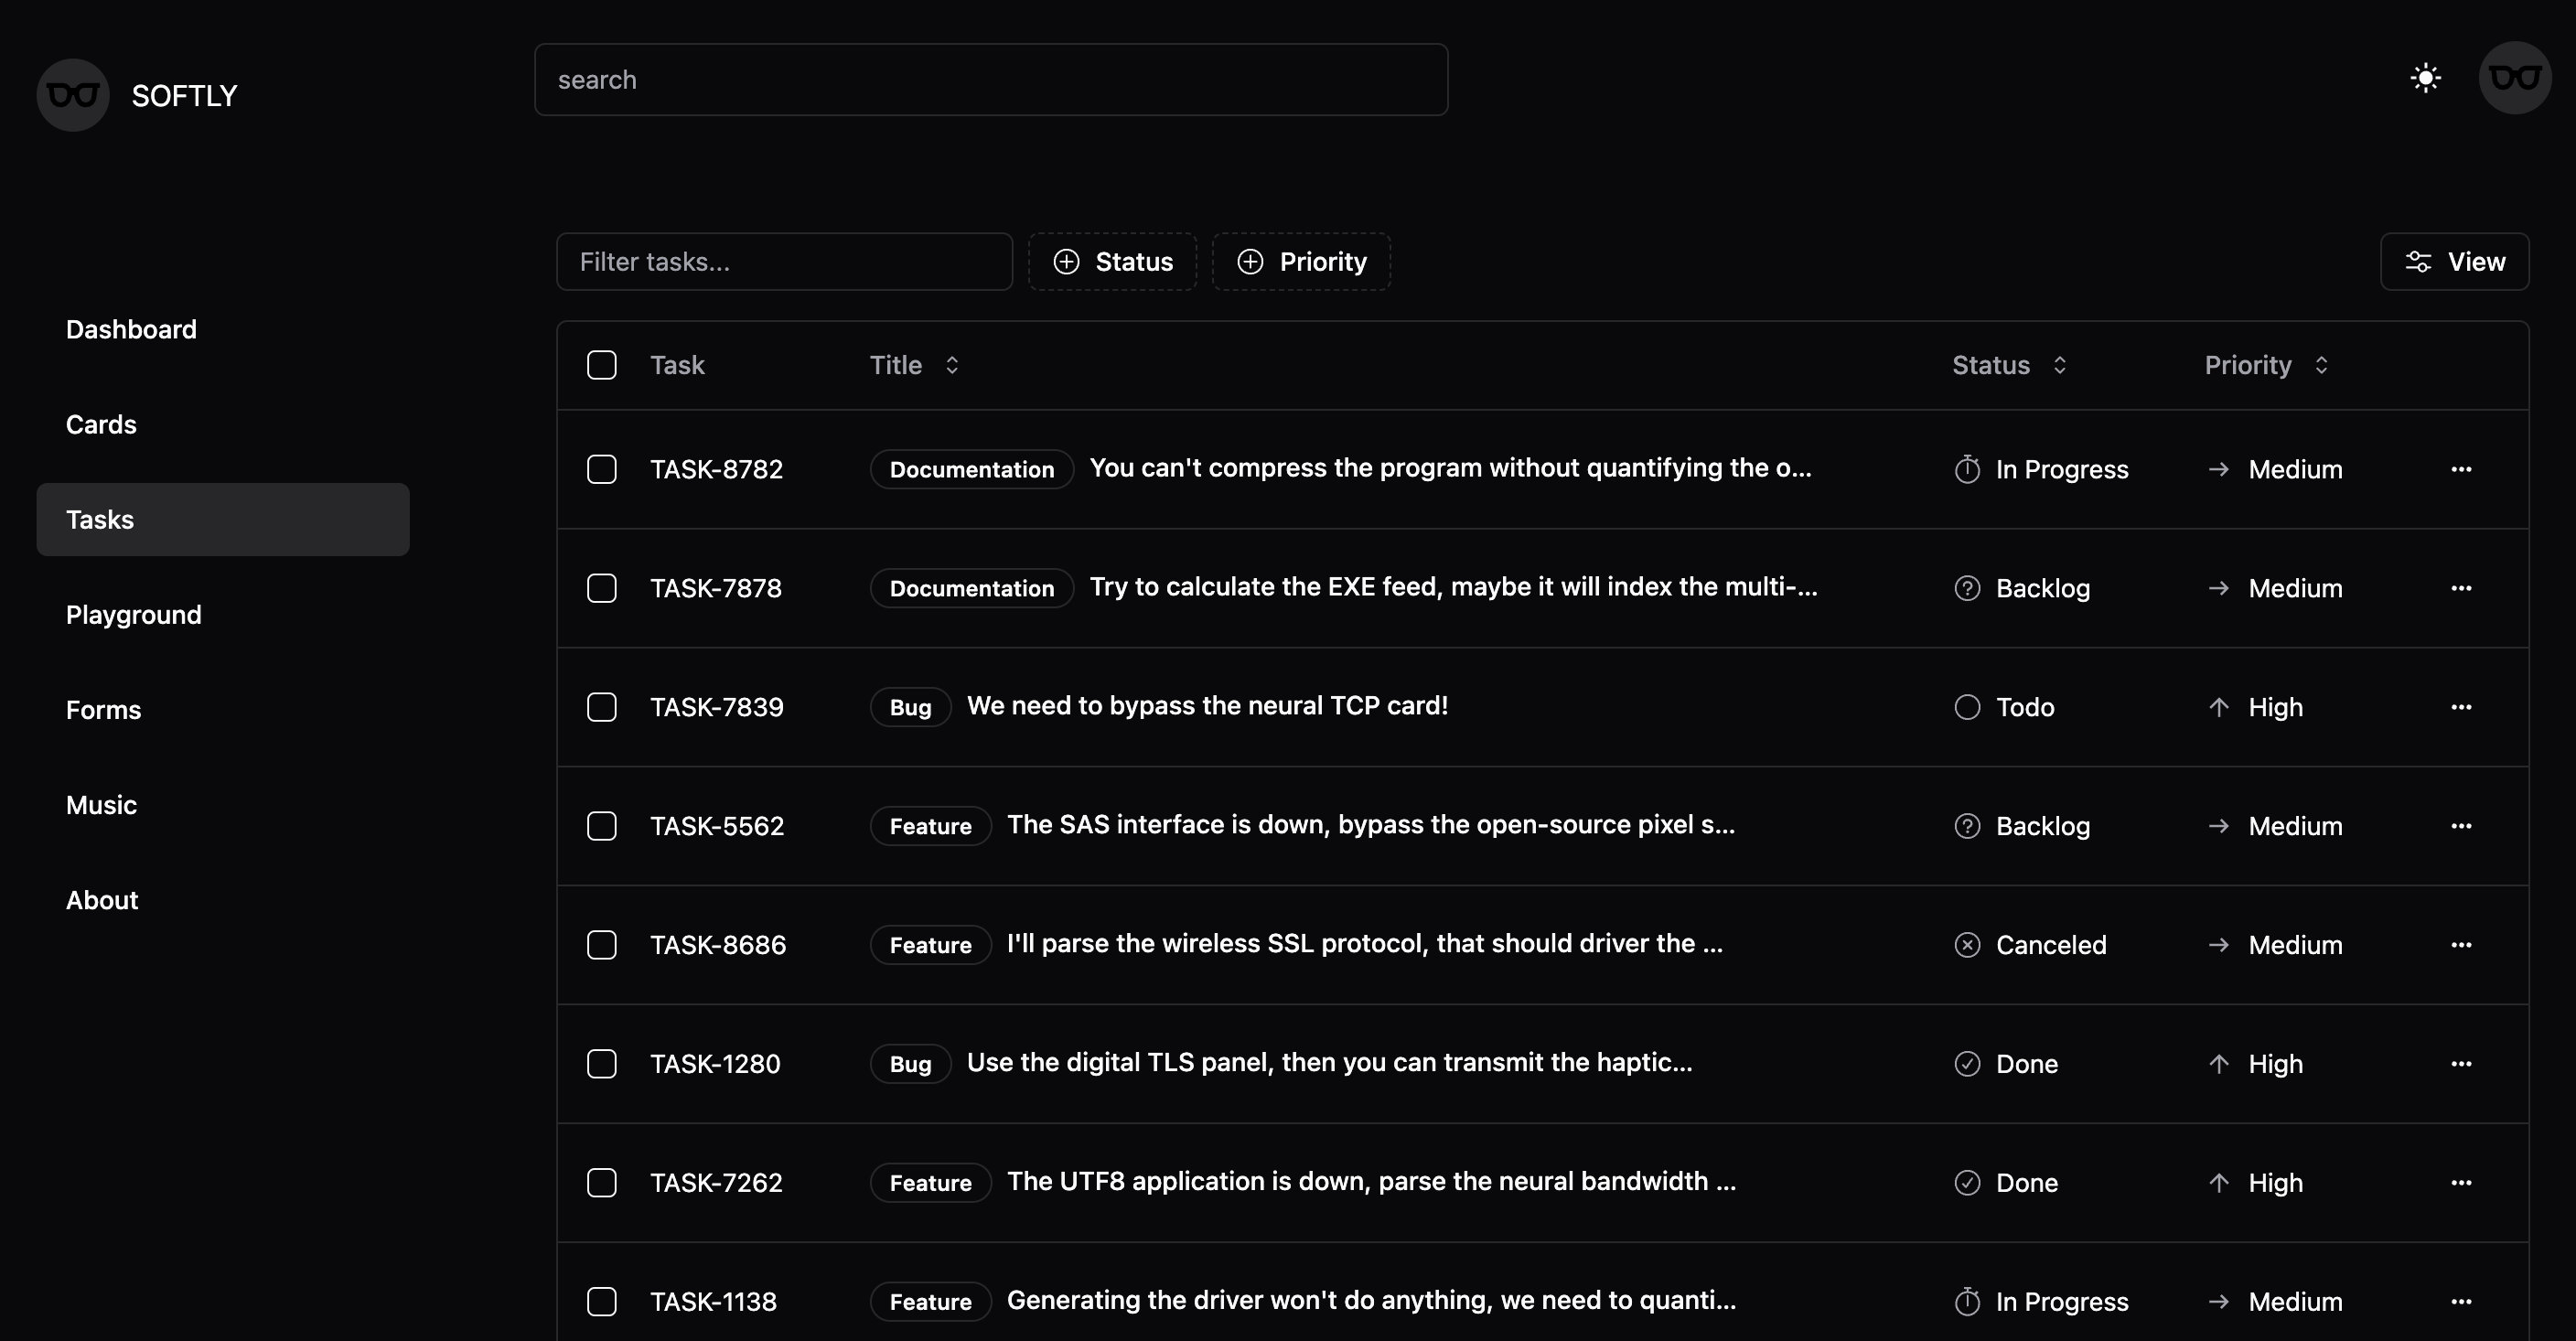 SOFTLY
search
Filter tasks...
Status
Priority
View
Dashboard
Cards
Tasks
Playground
Forms
Music
About
Task Title Status Priority
TASK-8782 Documentation You can't compress the program without quantifying the o... In Progress Medium
TASK-7878 Documentation Try to calculate the EXE feed, maybe it will index the multi-... Backlog Medium
TASK-7839 Bug We need to bypass the neural TCP card! Todo High
TASK-5562 Feature The SAS interface is down, bypass the open-source pixel s... Backlog Medium
TASK-8686 Feature I'll parse the wireless SSL protocol, that should driver the ... Canceled Medium
TASK-1280 Bug Use the digital TLS panel, then you can transmit the haptic... Done High
TASK-7262 Feature The UTF8 application is down, parse the neural bandwidth ... Done High
TASK-1138 Feature Generating the driver won't do anything, we need to quanti... In Progress Medium